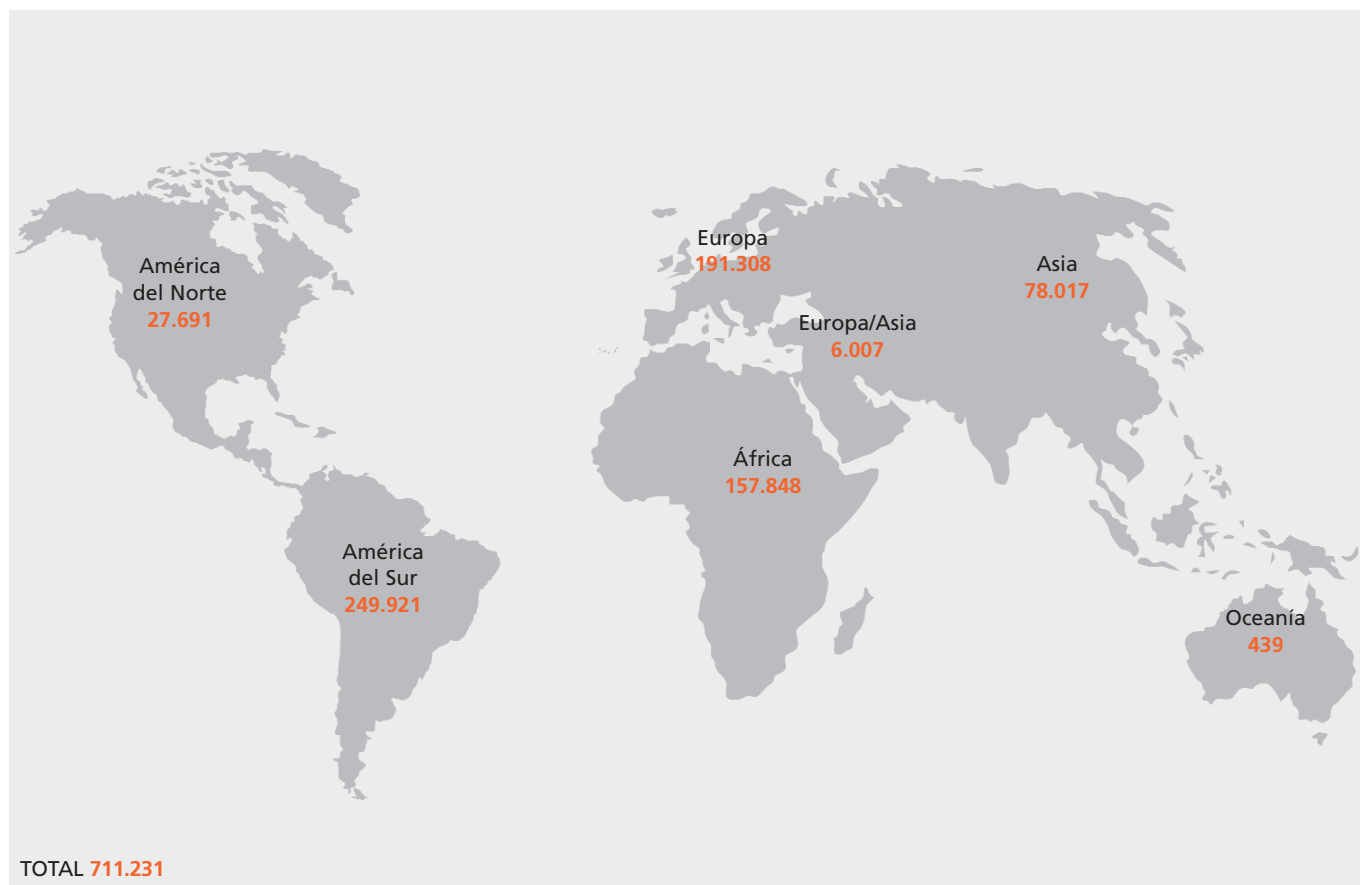 Europa
191.308
América
del Norte
27.691
Asia
78.017
Europa/Asia
6.007
África
157.848
América
del Sur
249.921
Oceanía
439
TOTAL 711.231